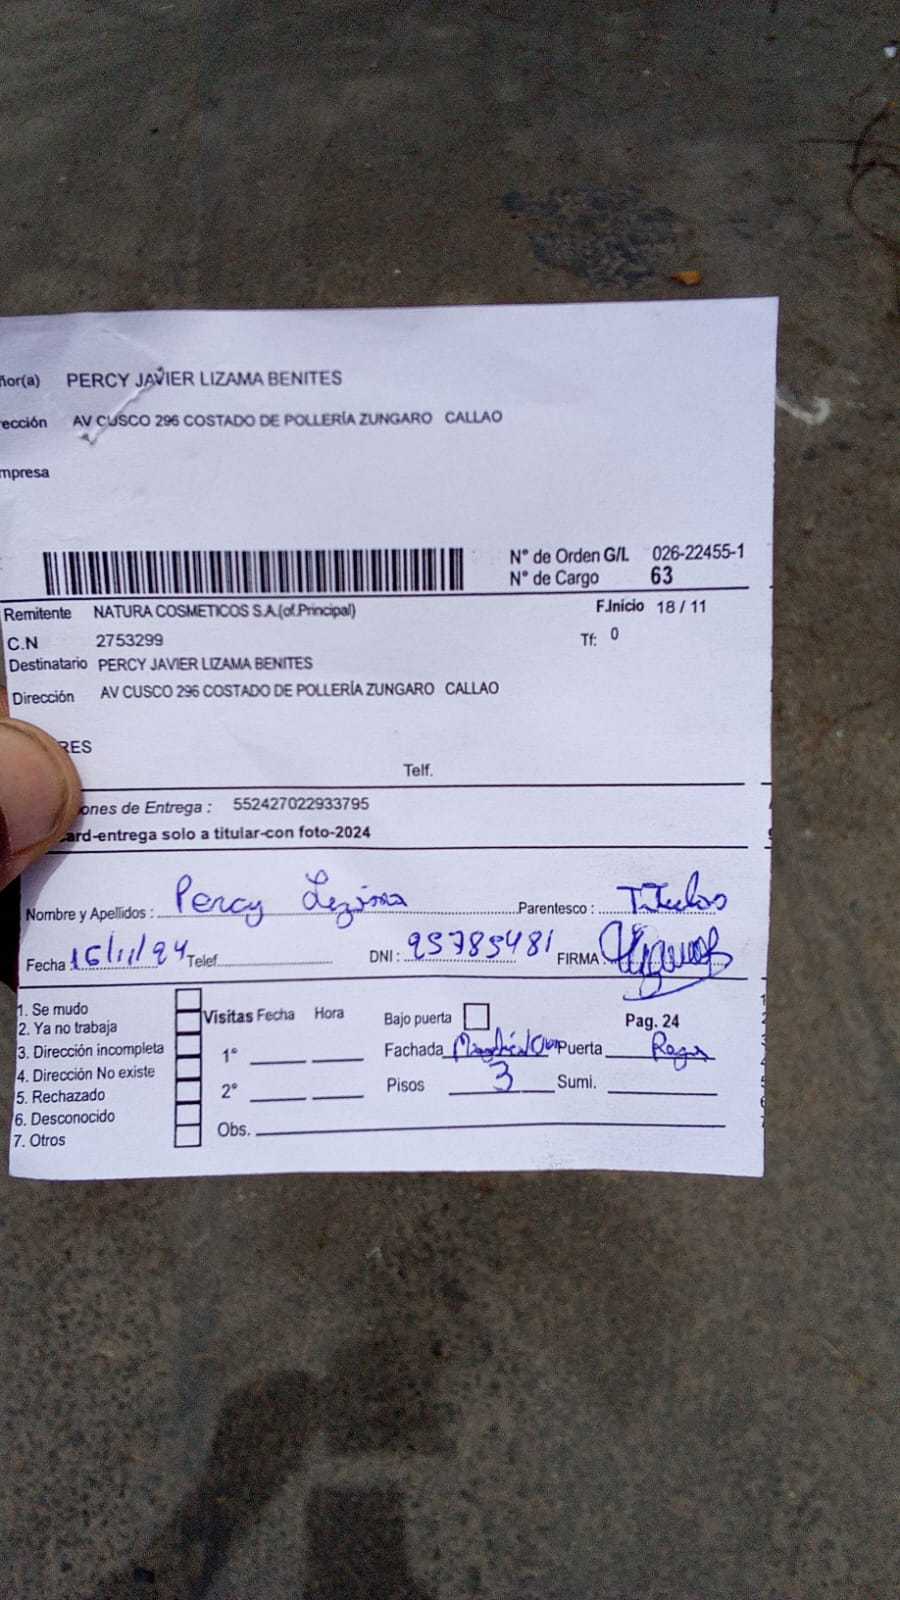 ñor(a) PERCY JAVIER LIZAMA BENITES
ección AV CUSCO 296 COSTADO DE POLLERÍA ZUNGARO CALLAO
mpresa
N° de Orden G/L 026-22455-1
N° de Cargo 63
Remitente NATURA COSMETICOS S.A.(of.Principal) F.Inicio 18 / 11
C.N 2753299 Tf: 0
Destinatario PERCY JAVIER LIZAMA BENITES
Dirección AV CUSCO 296 COSTADO DE POLLERÍA ZUNGARO CALLAO
RES
Telf.
ones de Entrega : 552427022933795
ard-entrega solo a titular-con foto-2024
Nombre y Apellidos : Percy Lezima Parentesco : Titular
Fecha 16/11/24 Telef DNI : 25785481 FIRMA
1. Se mudo
2. Ya no trabaja Visitas Fecha Hora Bajo puerta Pag. 24
3. Dirección incompleta 1° Fachada Puerta
4. Dirección No existe 2° Pisos 3 Sumi.
5. Rechazado
6. Desconocido Obs.
7. Otros